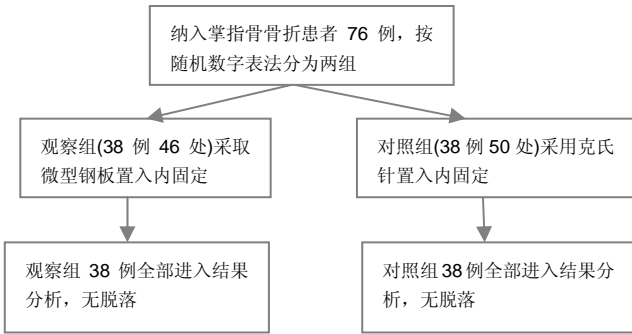 纳入掌指骨骨折患者 76 例，按
随机数字表法分为两组
观察组(38 例 46 处)采取
微型钢板置入内固定
对照组(38 例 50 处)采用克氏
针置入内固定
观察组 38 例全部进入结果
分析，无脱落
对照组 38 例全部进入结果分
析，无脱落